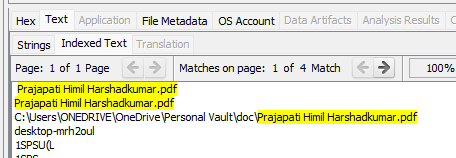 Hex Text Application File Metadata OS Account Data Artifacts Analysis Results
Strings Indexed Text Translation
Page: 1 of 1 Page Matches on page: 1 of 4 Match 100%
Prajapati Himil Harshadkumar.pdf
Prajapati Himil Harshadkumar.pdf
C:\Users\ONEDRIVE\OneDrive\Personal Vault\doc\Prajapati Himil Harshadkumar.pdf
desktop-mrh2oul
1SPSU(L